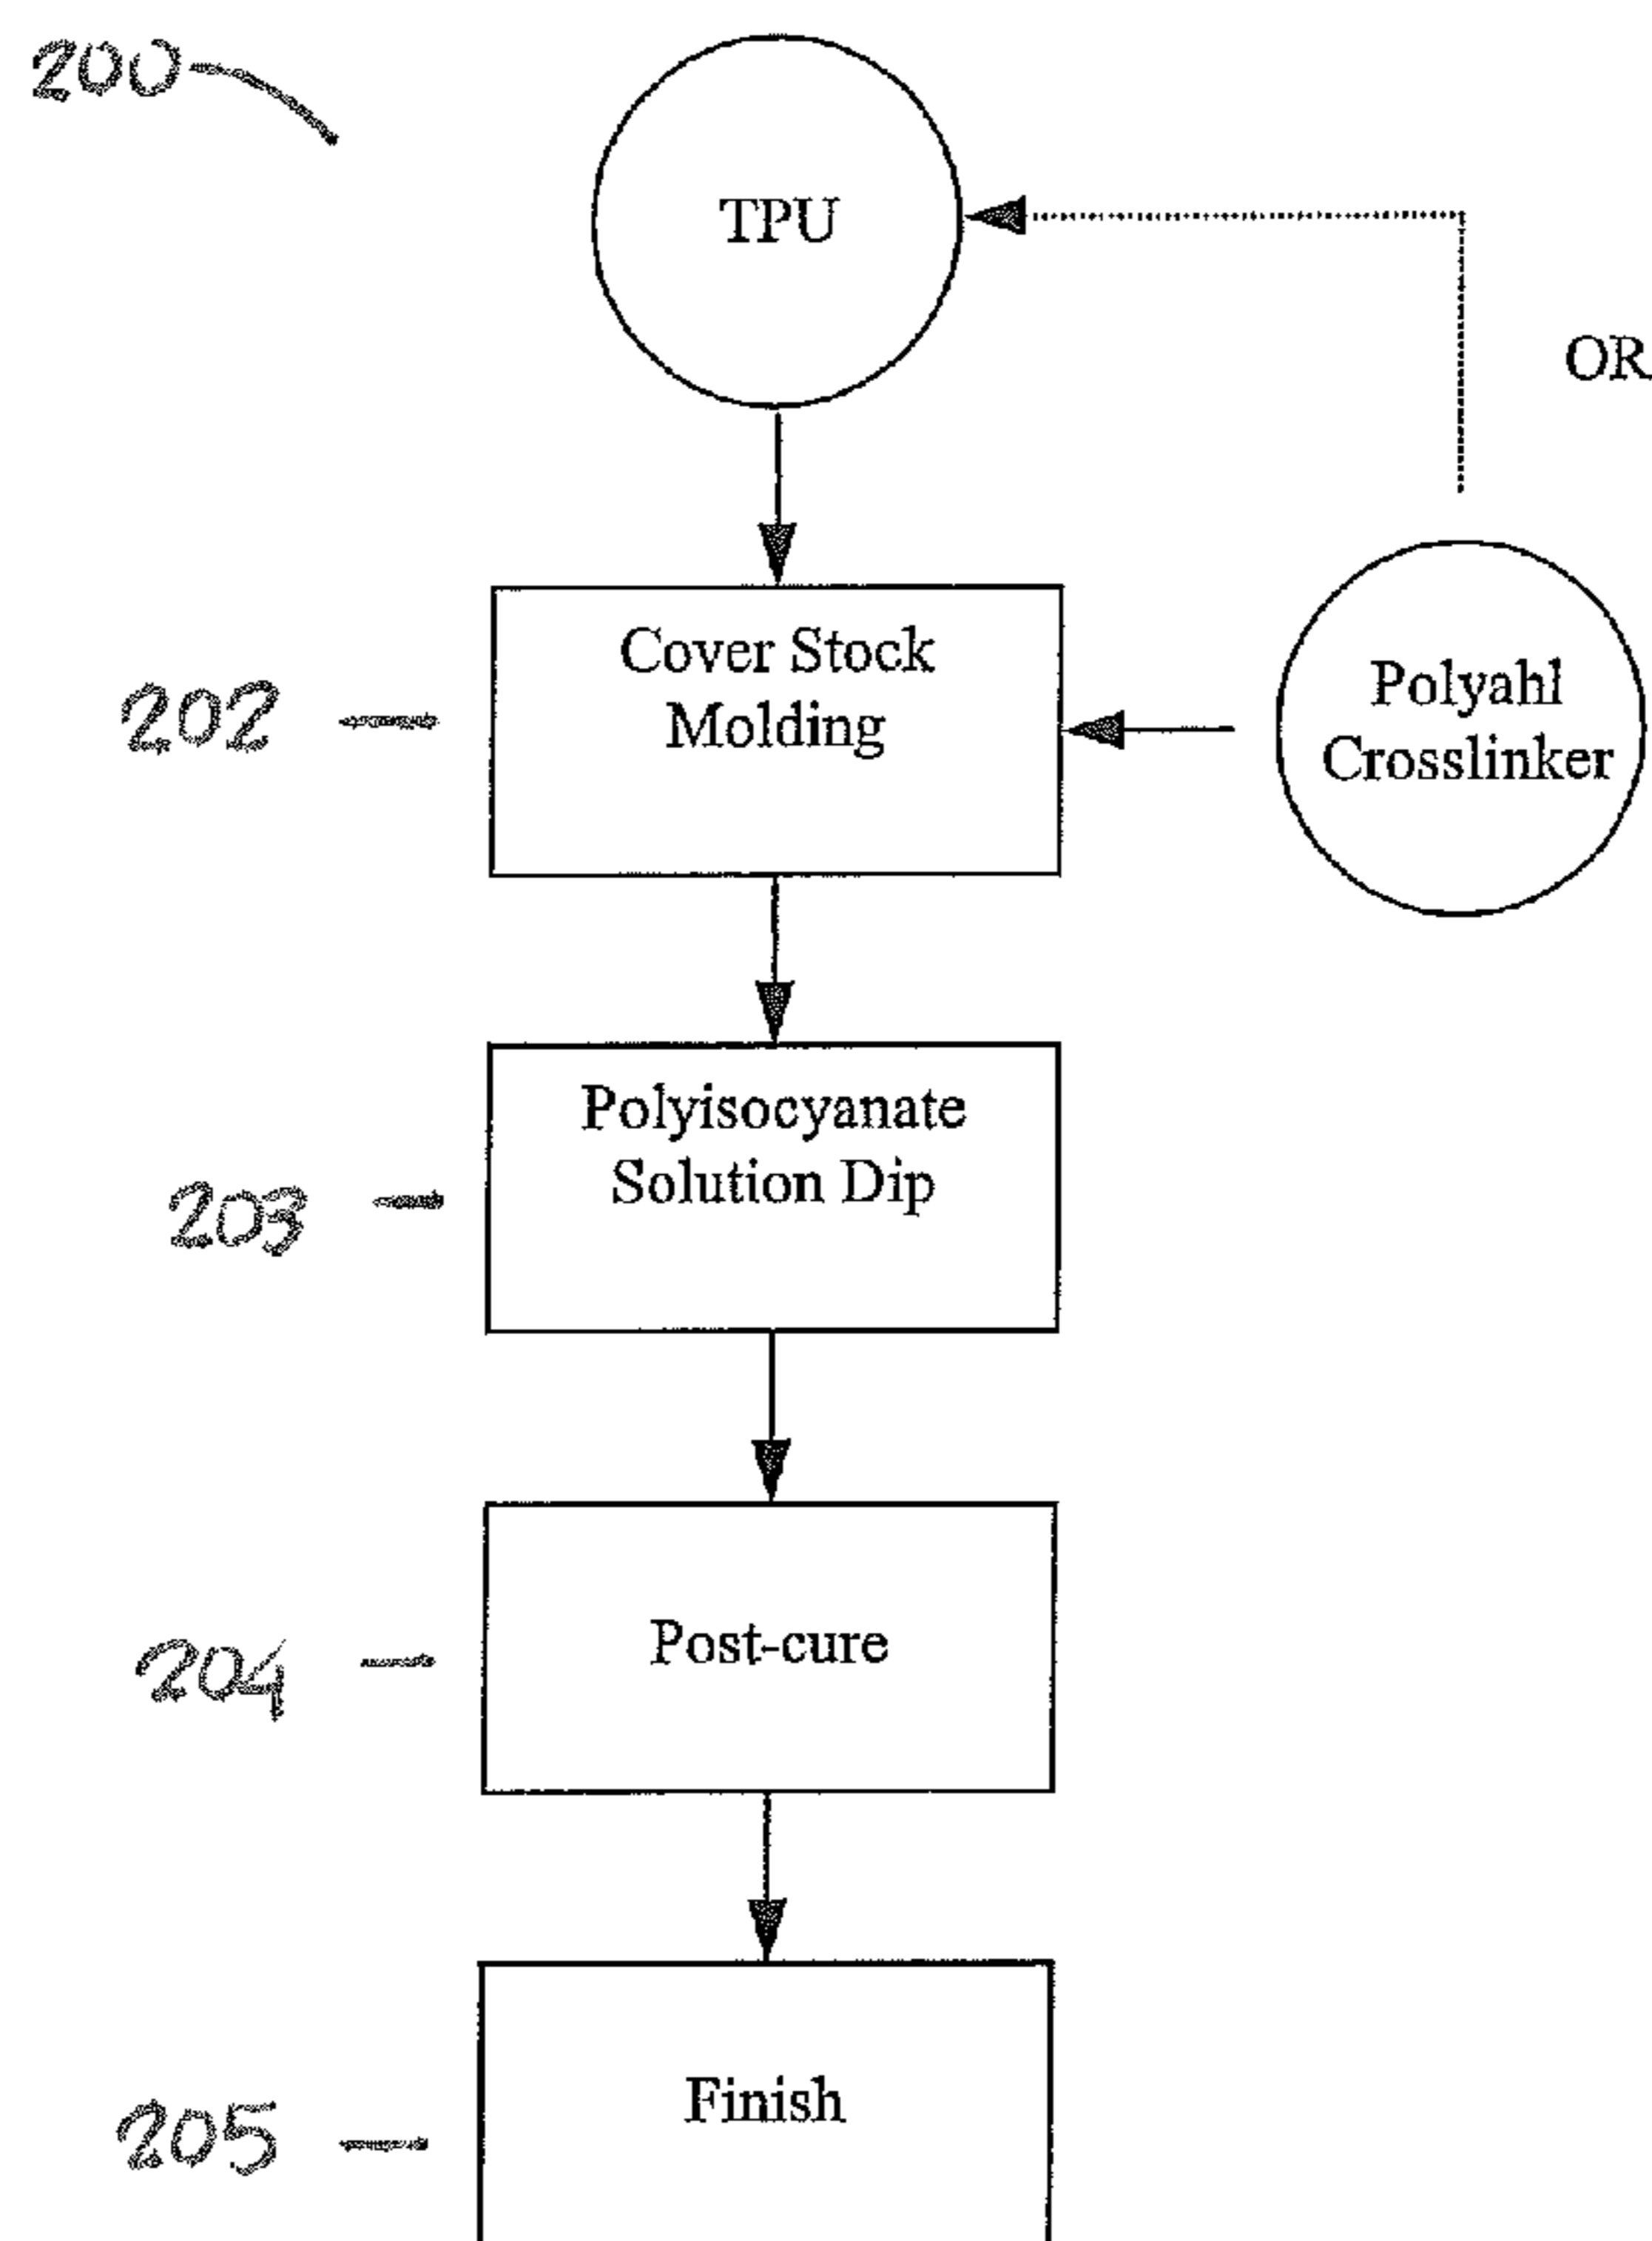 200
TPU
OR
Cover Stock
Molding
202
Polyahl
Crosslinker
Polyisocyanate
Solution Dip
203
Post-cure
204
Finish
205